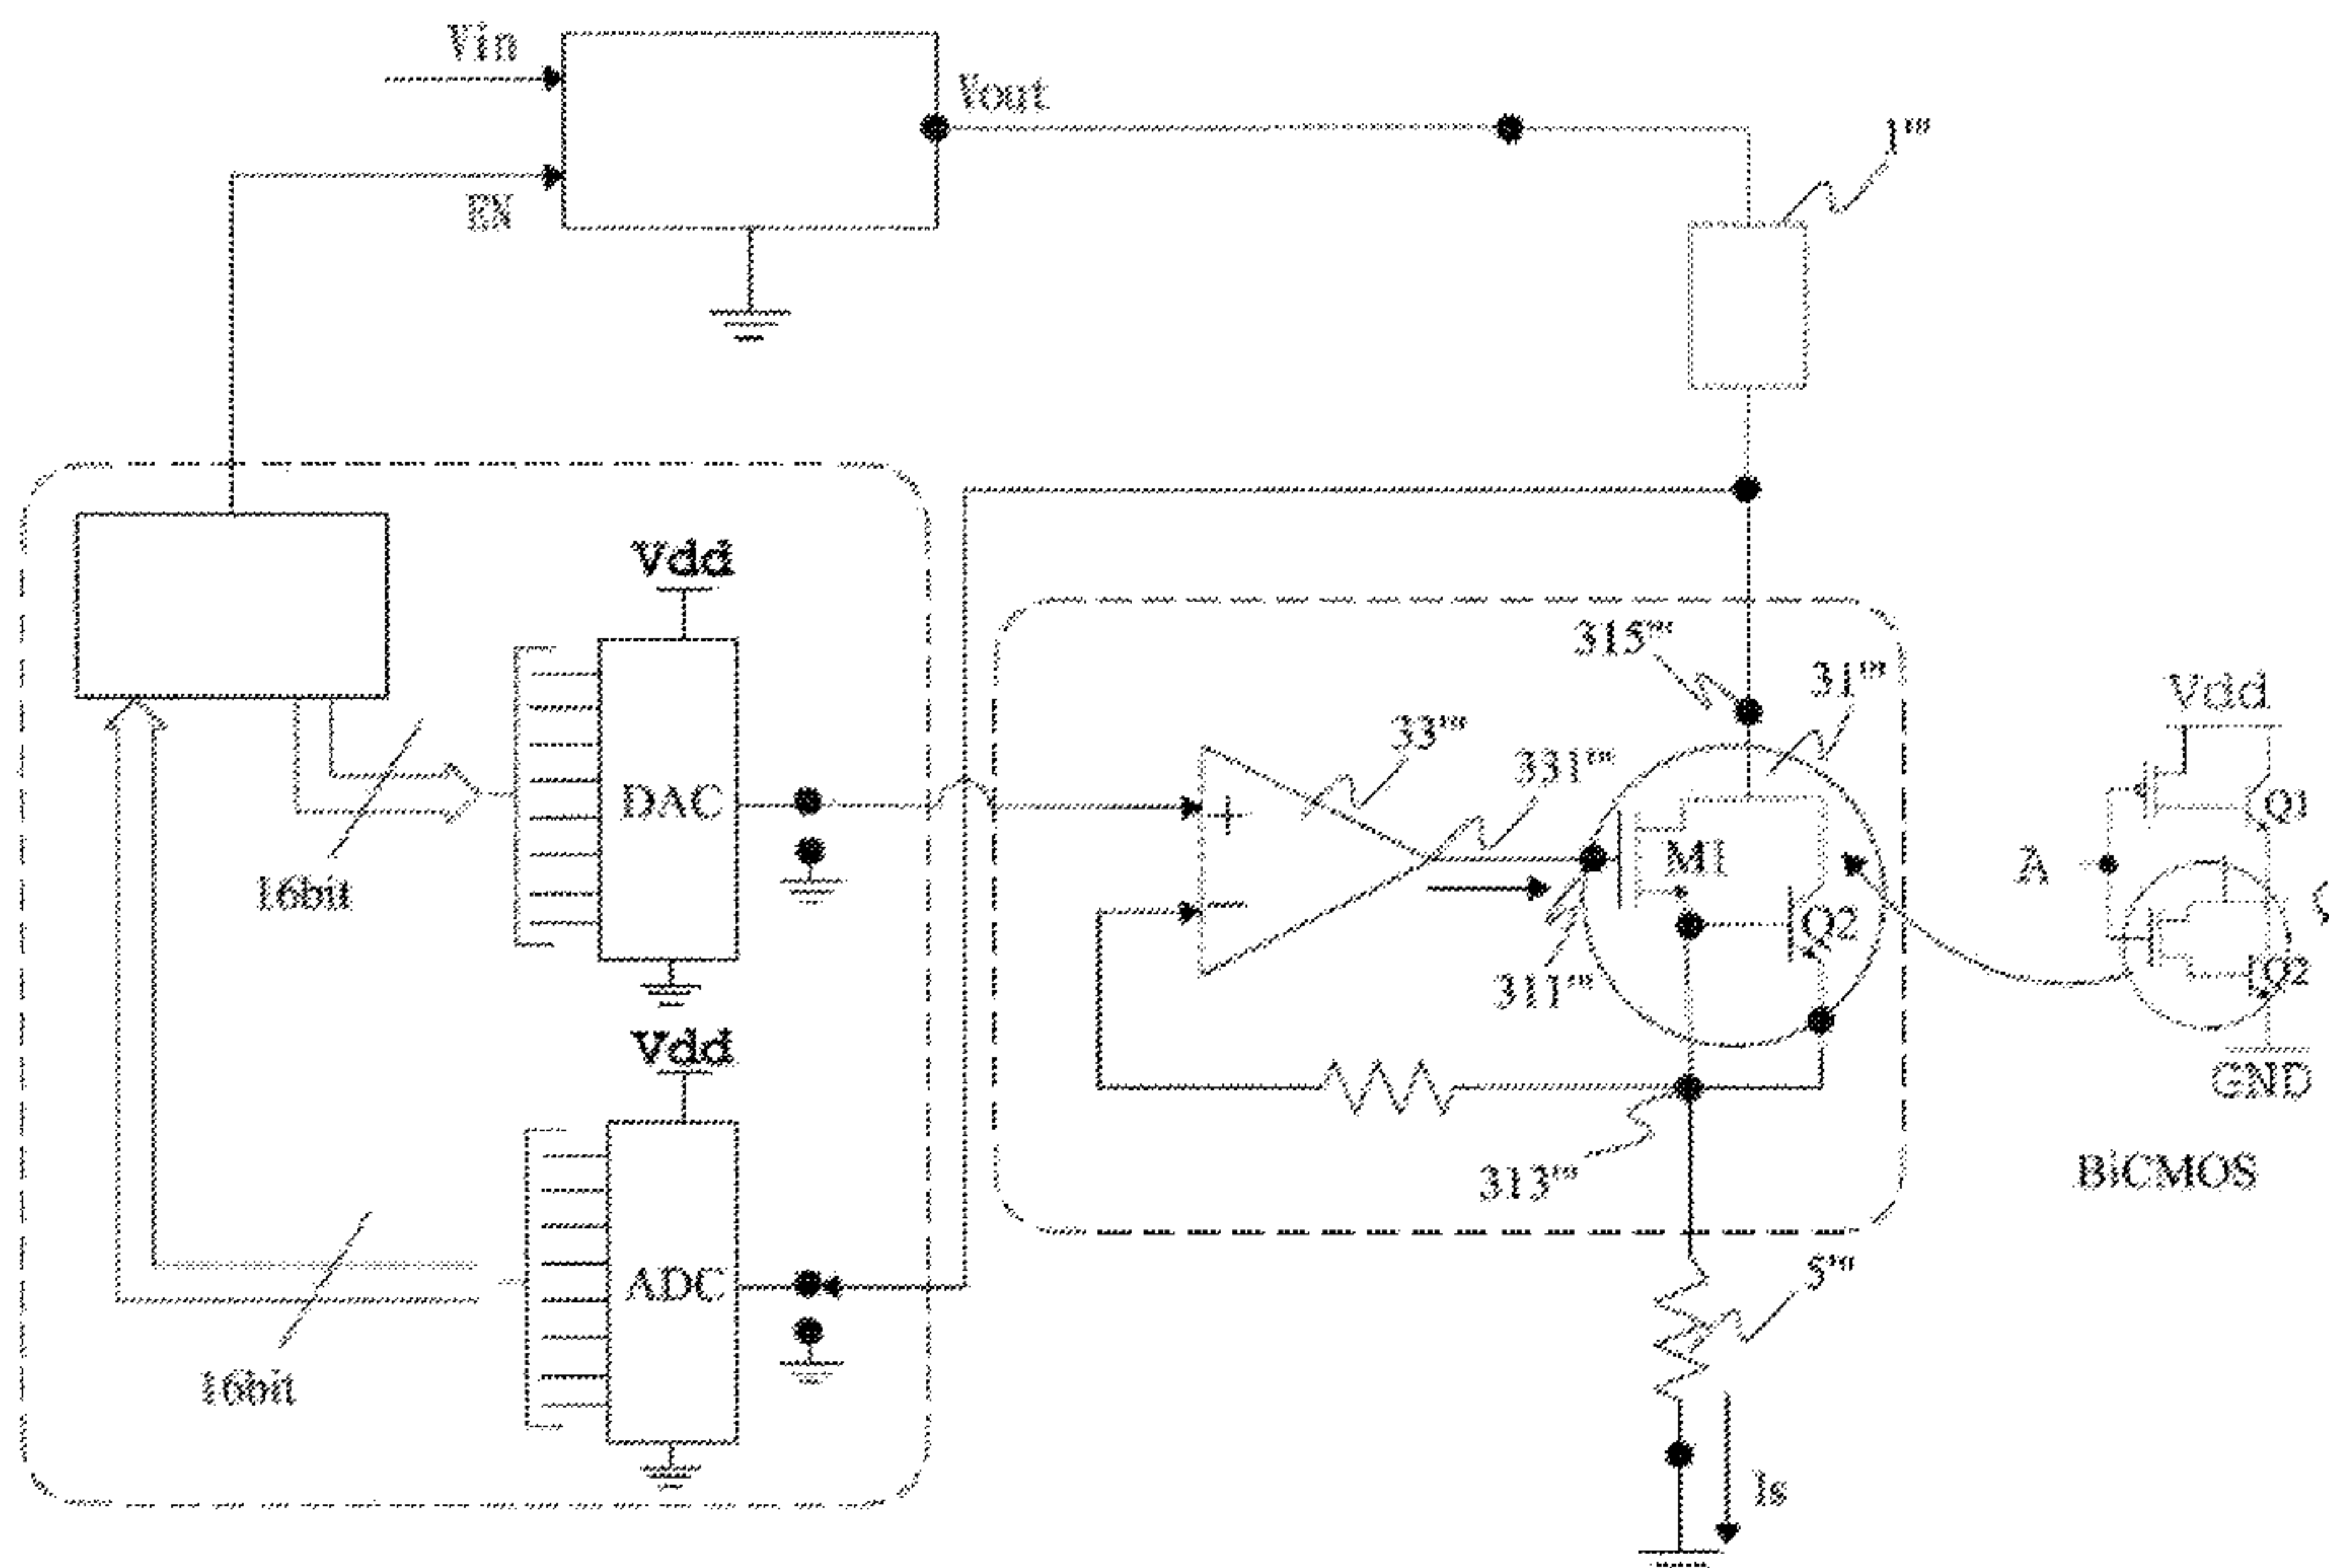 Vin
Vout
EN
1'''
Vdd
315'''
31'''
Vdd
33'''
331'''
DAC
M1
Q1
A
16bit
Q2
Q2
311'''
Vdd
GND
313'''
BiCMOS
ADC
5'''
16bit
Is